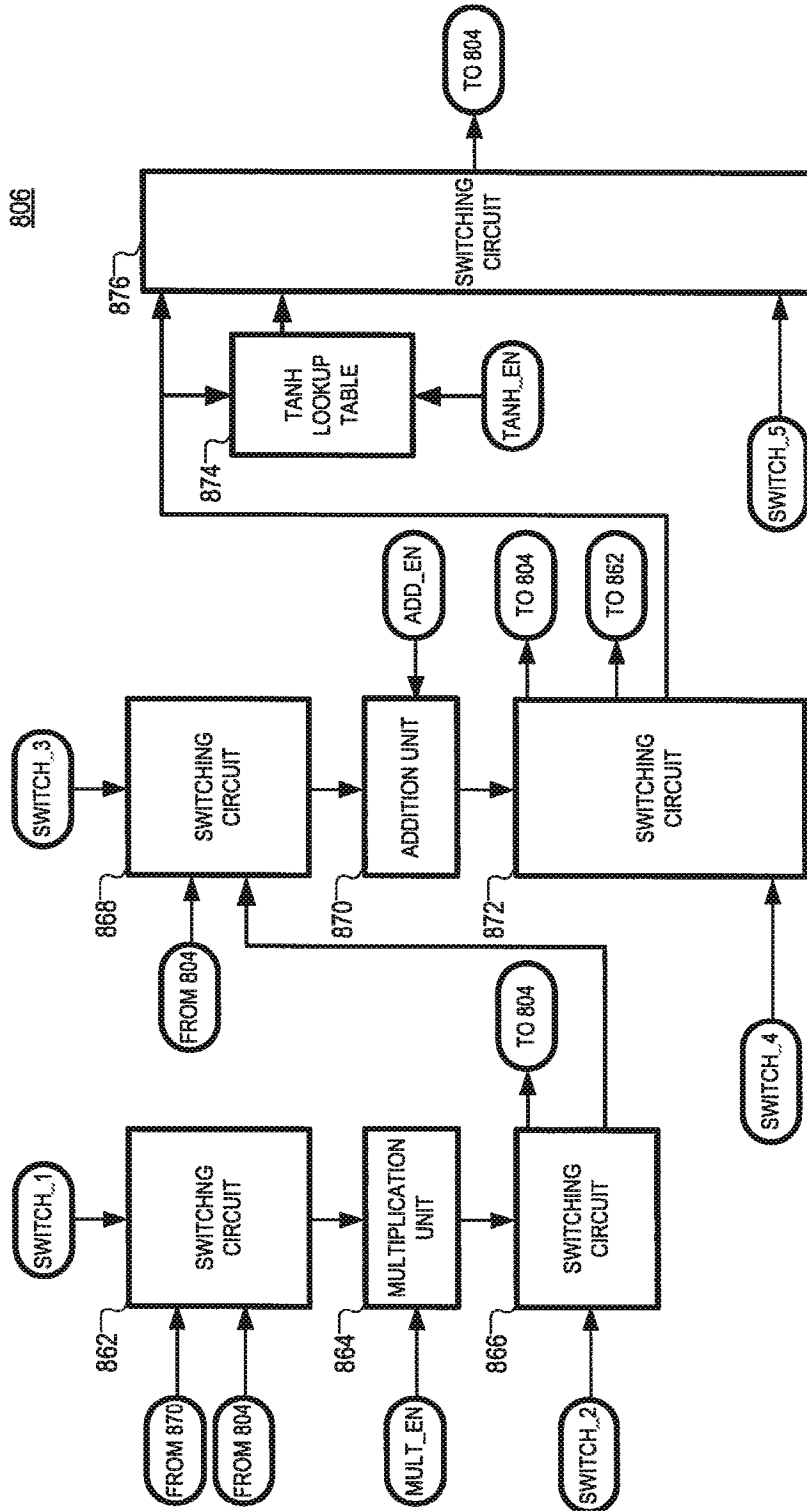 806
SWITCH_1
862
SWITCHNG
CIRCUIT
FROM 870
FROM 804
864
MULTIPLICATION
UNIT
MULT_EN
866
SWITCHING
CIRCUIT
SWITCH_2
TO 804
SWITCH_3
868
SWITCHING
CIRCUIT
FROM 804
870
ADDITION UNIT
ADD_EN
872
SWITCHING
CIRCUIT
TO 804
TO 862
SWITCH_4
874
TANH
LOOKUP
TABLE
TANH_EN
876
SWITCHING
CIRCUIT
SWITCH_5
TO 804